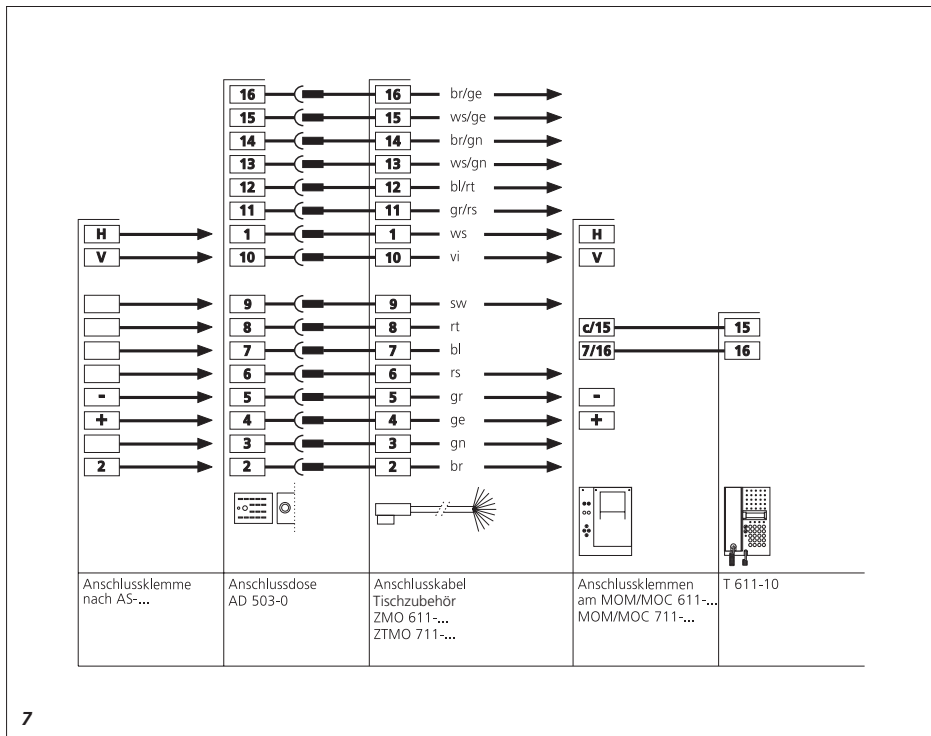 16 16 br/ge
15 15 ws/ge
14 14 br/gn
13 13 ws/gn
12 12 bl/rt
11 11 gr/rs
H 1 1 ws H
V 10 10 vi V
9 9 sw
8 8 rt c/15 15
7 7 bl 7/16 16
6 6 rs
- 5 5 gr -
+ 4 4 ge +
3 3 gn
2 2 2 br
Anschlussklemme
nach AS-...
Anschlussdose
AD 503-0
Anschlusskabel
Tischzubehör
ZMO 611-...
ZTMO 711-...
Anschlussklemmen
am MOM/MOC 611-...
MOM/MOC 711-...
T 611-10
7